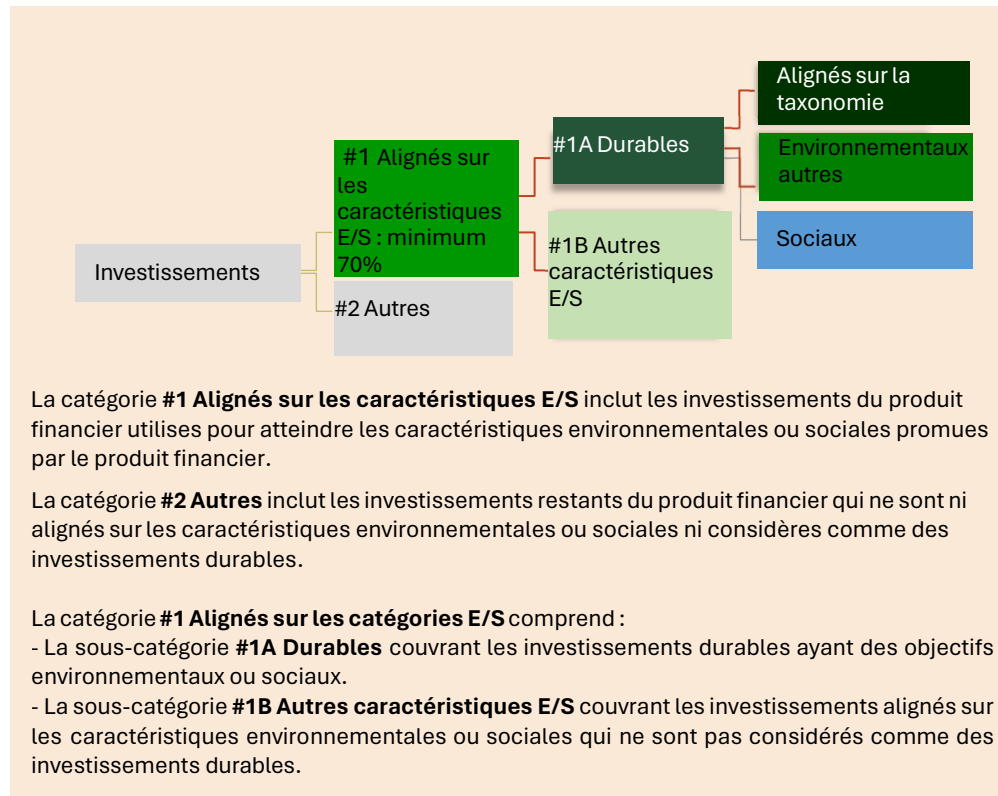 Investissements
#1 Alignés sur
les
caractéristiques
E/S : minimum
70%
#2 Autres
#1A Durables
#1B Autres
caractéristiques
E/S
Alignés sur la
taxonomie
Environnementaux
autres
Sociaux
La catégorie #1 Alignés sur les caractéristiques E/S inclut les investissements du produit
financier utilises pour atteindre les caractéristiques environnementales ou sociales promues
par le produit financier.
La catégorie #2 Autres inclut les investissements restants du produit financier qui ne sont ni
alignés sur les caractéristiques environnementales ou sociales ni considères comme des
investissements durables.
La catégorie #1 Alignés sur les catégories E/S comprend :
- La sous-catégorie #1A Durables couvrant les investissements durables ayant des objectifs
environnementaux ou sociaux.
- La sous-catégorie #1B Autres caractéristiques E/S couvrant les investissements alignés sur
les caractéristiques environnementales ou sociales qui ne sont pas considérés comme des
investissements durables.